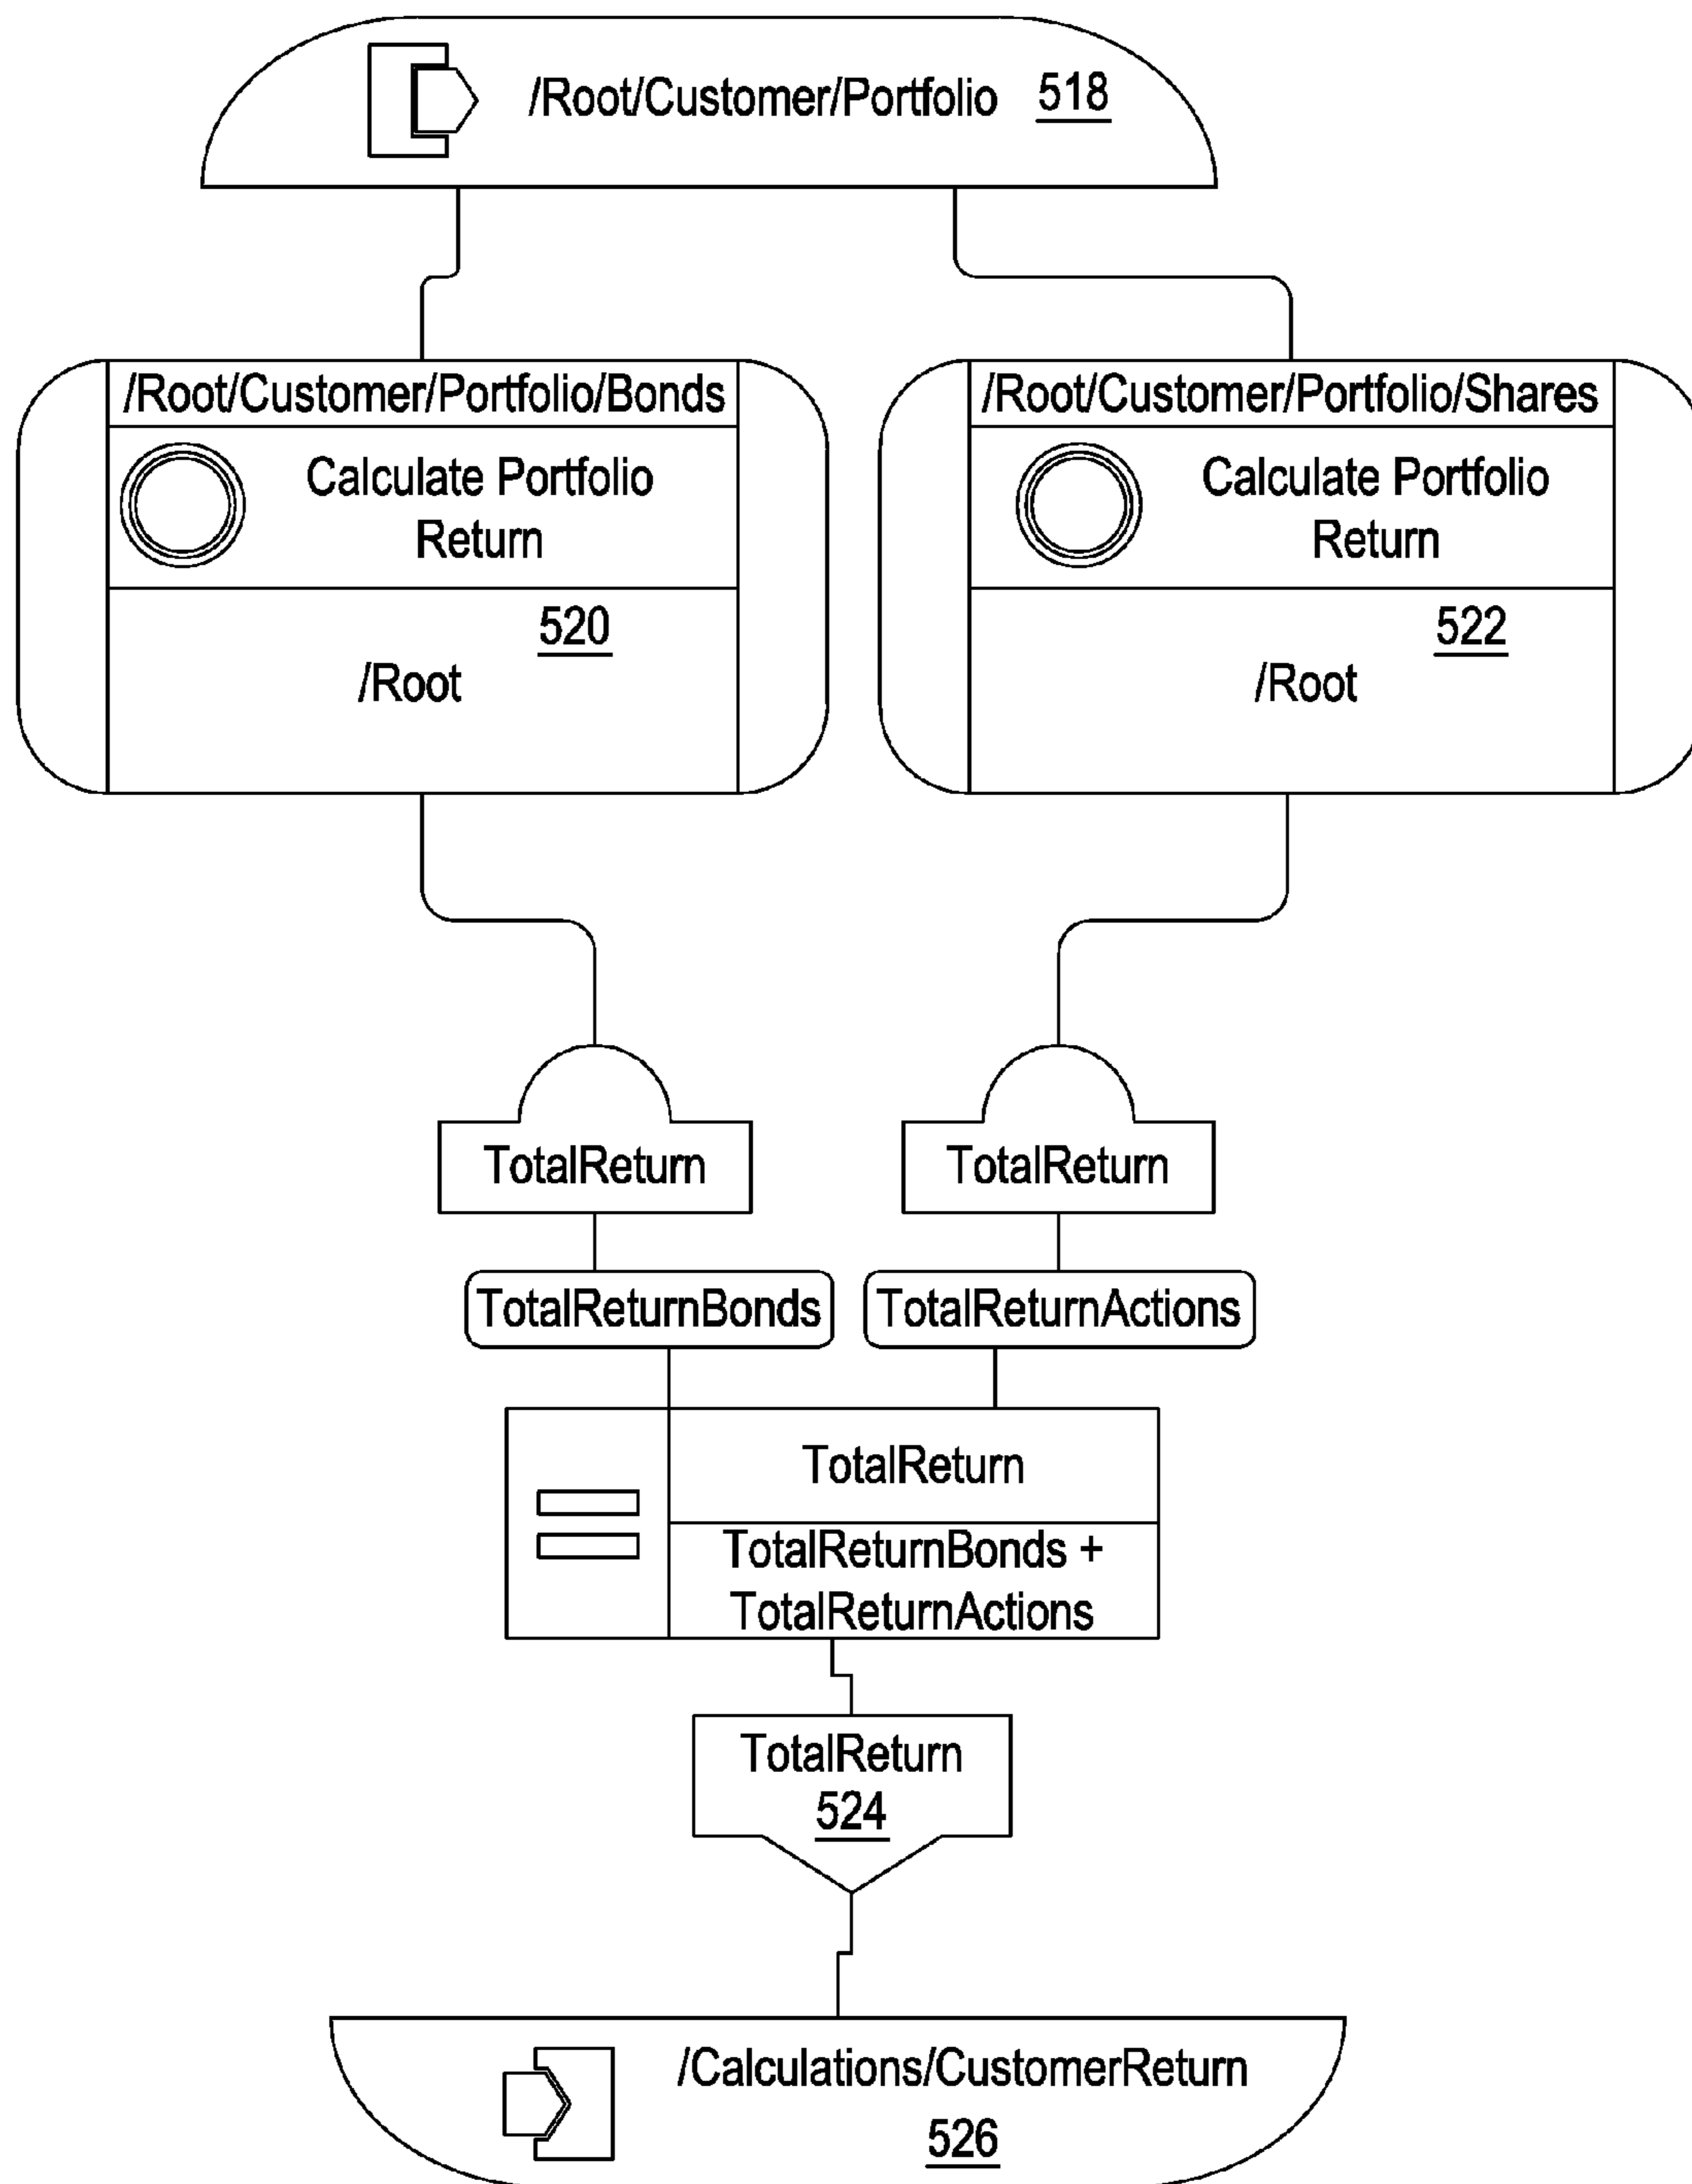 /Root/Customer/Portfolio 518
/Root/Customer/Portfolio/Bonds
Calculate Portfolio
Return
520
/Root
/Root/Customer/Portfolio/Shares
Calculate Portfolio
Return
522
/Root
TotalReturn
TotalReturn
TotalReturnBonds
TotalReturnActions
TotalReturn
TotalReturnBonds +
TotalReturnActions
TotalReturn
524
/Calculations/CustomerReturn
526